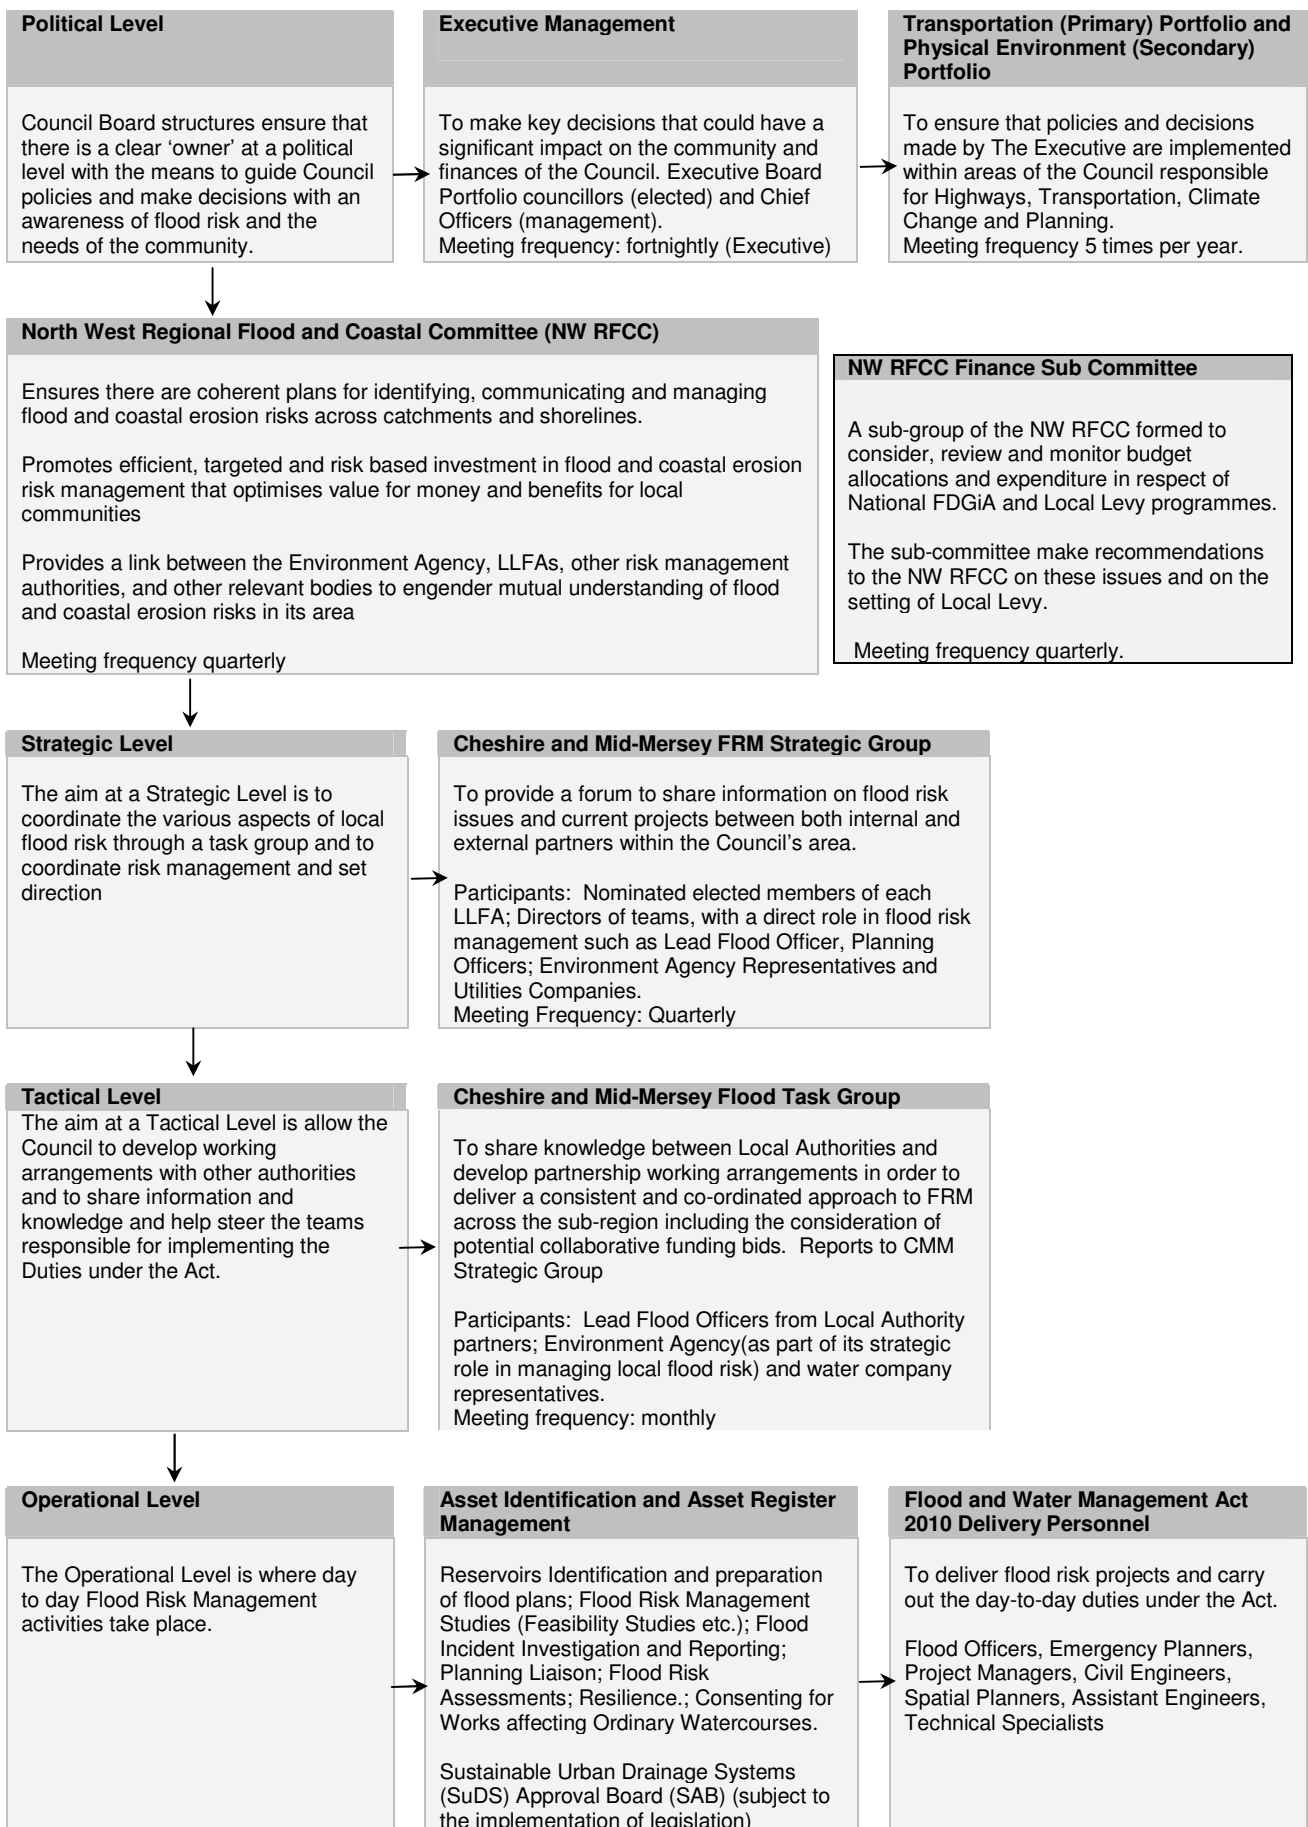 Political Level
Council Board structures ensure that
there is a clear ‘owner’ at a political
level with the means to guide Council
policies and make decisions with an
awareness of flood risk and the
needs of the community.
Executive Management
To make key decisions that could have a
significant impact on the community and
finances of the Council. Executive Board
Portfolio councillors (elected) and Chief
Officers (management).
Meeting frequency: fortnightly (Executive)
Transportation (Primary) Portfolio and
Physical Environment (Secondary)
Portfolio
To ensure that policies and decisions
made by The Executive are implemented
within areas of the Council responsible
for Highways, Transportation, Climate
Change and Planning.
Meeting frequency 5 times per year.
North West Regional Flood and Coastal Committee (NW RFCC)
Ensures there are coherent plans for identifying, communicating and managing
flood and coastal erosion risks across catchments and shorelines.
Promotes efficient, targeted and risk based investment in flood and coastal erosion
risk management that optimises value for money and benefits for local
communities
Provides a link between the Environment Agency, LLFAs, other risk management
authorities, and other relevant bodies to engender mutual understanding of flood
and coastal erosion risks in its area
Meeting frequency quarterly
NW RFCC Finance Sub Committee
A sub-group of the NW RFCC formed to
consider, review and monitor budget
allocations and expenditure in respect of
National FDGiA and Local Levy programmes.
The sub-committee make recommendations
to the NW RFCC on these issues and on the
setting of Local Levy.
Meeting frequency quarterly.
Strategic Level
The aim at a Strategic Level is to
coordinate the various aspects of local
flood risk through a task group and to
coordinate risk management and set
direction
Cheshire and Mid-Mersey FRM Strategic Group
To provide a forum to share information on flood risk
issues and current projects between both internal and
external partners within the Council’s area.
Participants: Nominated elected members of each
LLFA; Directors of teams, with a direct role in flood risk
management such as Lead Flood Officer, Planning
Officers; Environment Agency Representatives and
Utilities Companies.
Meeting Frequency: Quarterly
Tactical Level
The aim at a Tactical Level is allow the
Council to develop working
arrangements with other authorities
and to share information and
knowledge and help steer the teams
responsible for implementing the
Duties under the Act.
Cheshire and Mid-Mersey Flood Task Group
To share knowledge between Local Authorities and
develop partnership working arrangements in order to
deliver a consistent and co-ordinated approach to FRM
across the sub-region including the consideration of
potential collaborative funding bids. Reports to CMM
Strategic Group
Participants: Lead Flood Officers from Local Authority
partners; Environment Agency(as part of its strategic
role in managing local flood risk) and water company
representatives.
Meeting frequency: monthly
Operational Level
The Operational Level is where day
to day Flood Risk Management
activities take place.
Asset Identification and Asset Register
Management
Reservoirs Identification and preparation
of flood plans; Flood Risk Management
Studies (Feasibility Studies etc.); Flood
Incident Investigation and Reporting;
Planning Liaison; Flood Risk
Assessments; Resilience.; Consenting for
Works affecting Ordinary Watercourses.
Sustainable Urban Drainage Systems
(SuDS) Approval Board (SAB) (subject to
the implementation of legislation)
Flood and Water Management Act
2010 Delivery Personnel
To deliver flood risk projects and carry
out the day-to-day duties under the Act.
Flood Officers, Emergency Planners,
Project Managers, Civil Engineers,
Spatial Planners, Assistant Engineers,
Technical Specialists